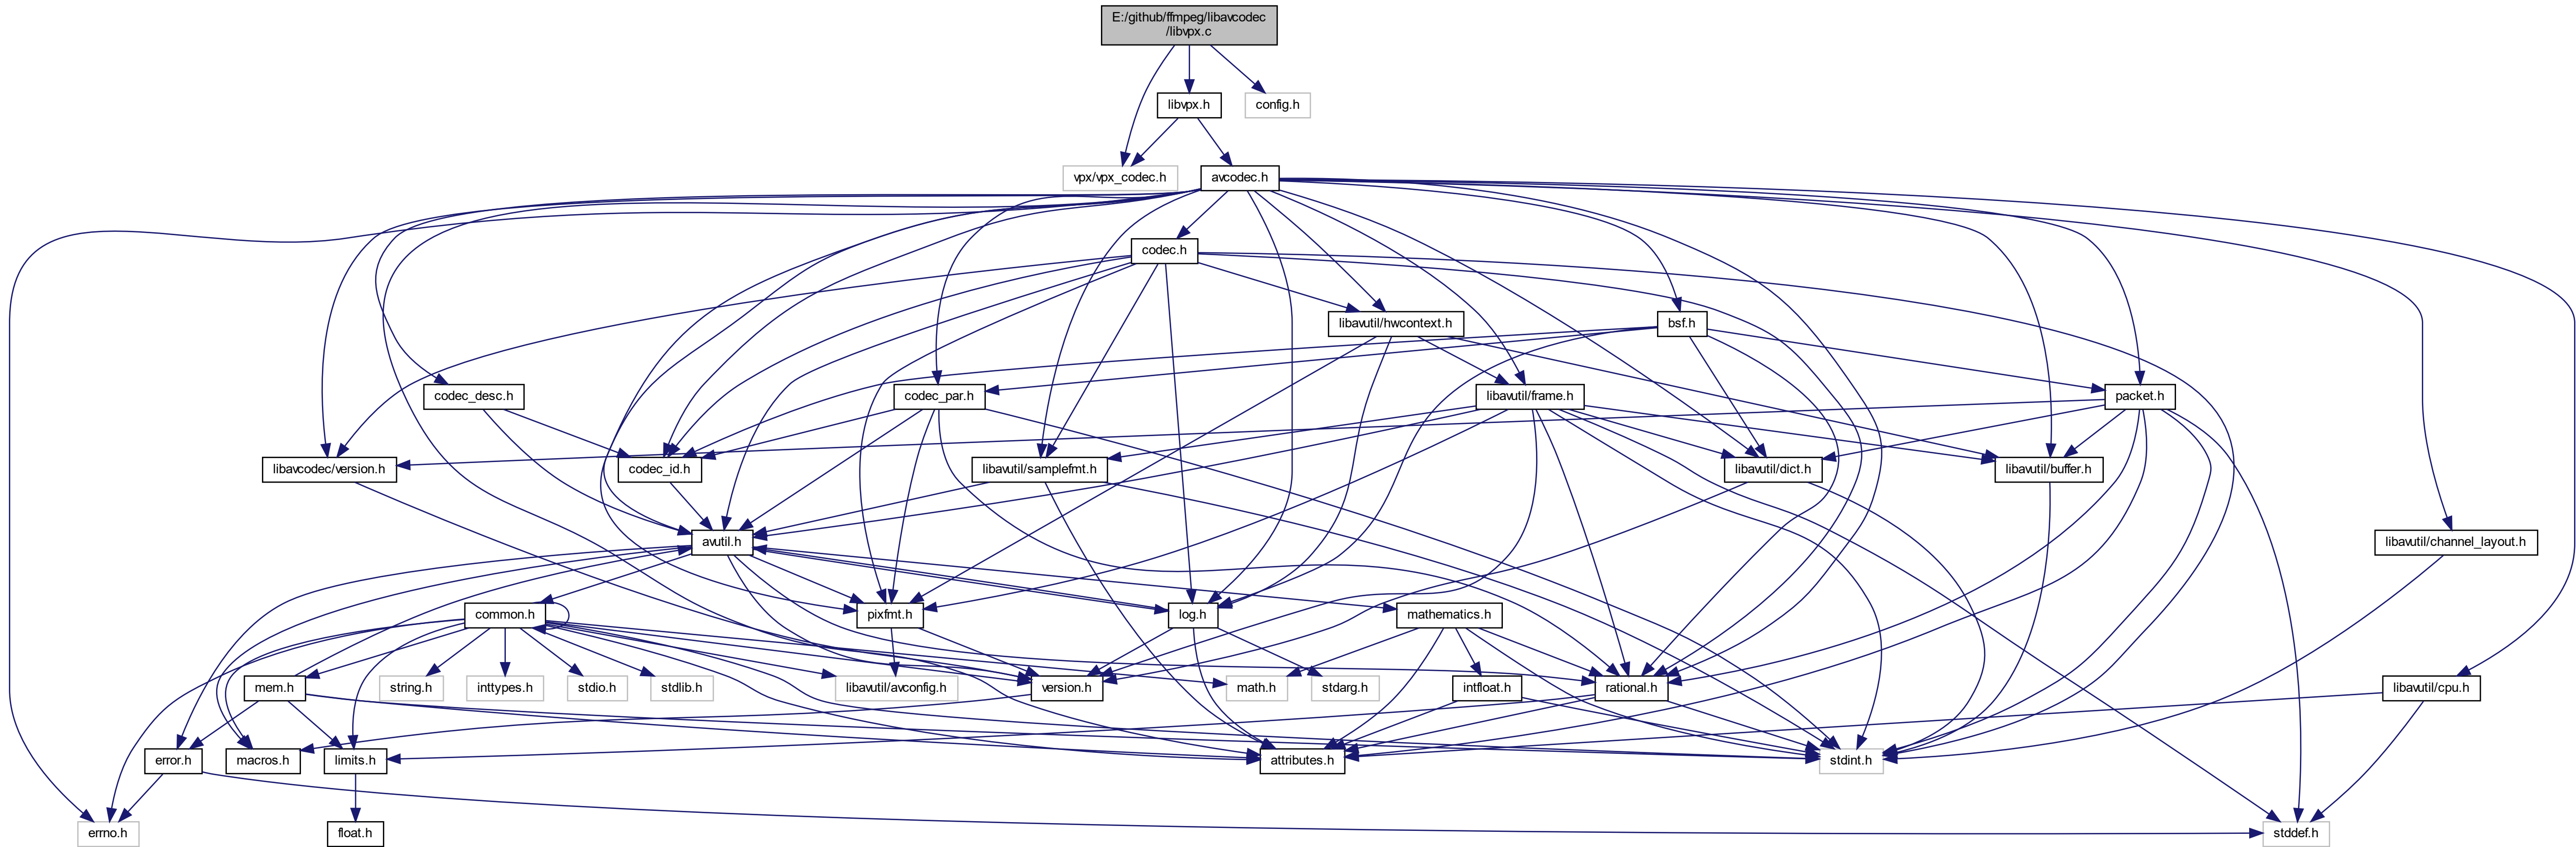 E:/github/ffmpeg/libavcodec
/libvpx.c
libvpx.h
config.h
vpx/vpx_codec.h
avcodec.h
codec.h
libavutil/hwcontext.h
bsf.h
codec_desc.h
codec_par.h
libavutil/frame.h
packet.h
libavcodec/version.h
codec_id.h
libavutil/samplefmt.h
libavutil/dict.h
libavutil/buffer.h
avutil.h
libavutil/channel_layout.h
common.h
pixfmt.h
log.h
mathematics.h
mem.h
string.h
inttypes.h
stdio.h
stdlib.h
libavutil/avconfig.h
version.h
math.h
stdarg.h
intfloat.h
rational.h
libavutil/cpu.h
error.h
macros.h
limits.h
attributes.h
stdint.h
errno.h
float.h
stddef.h